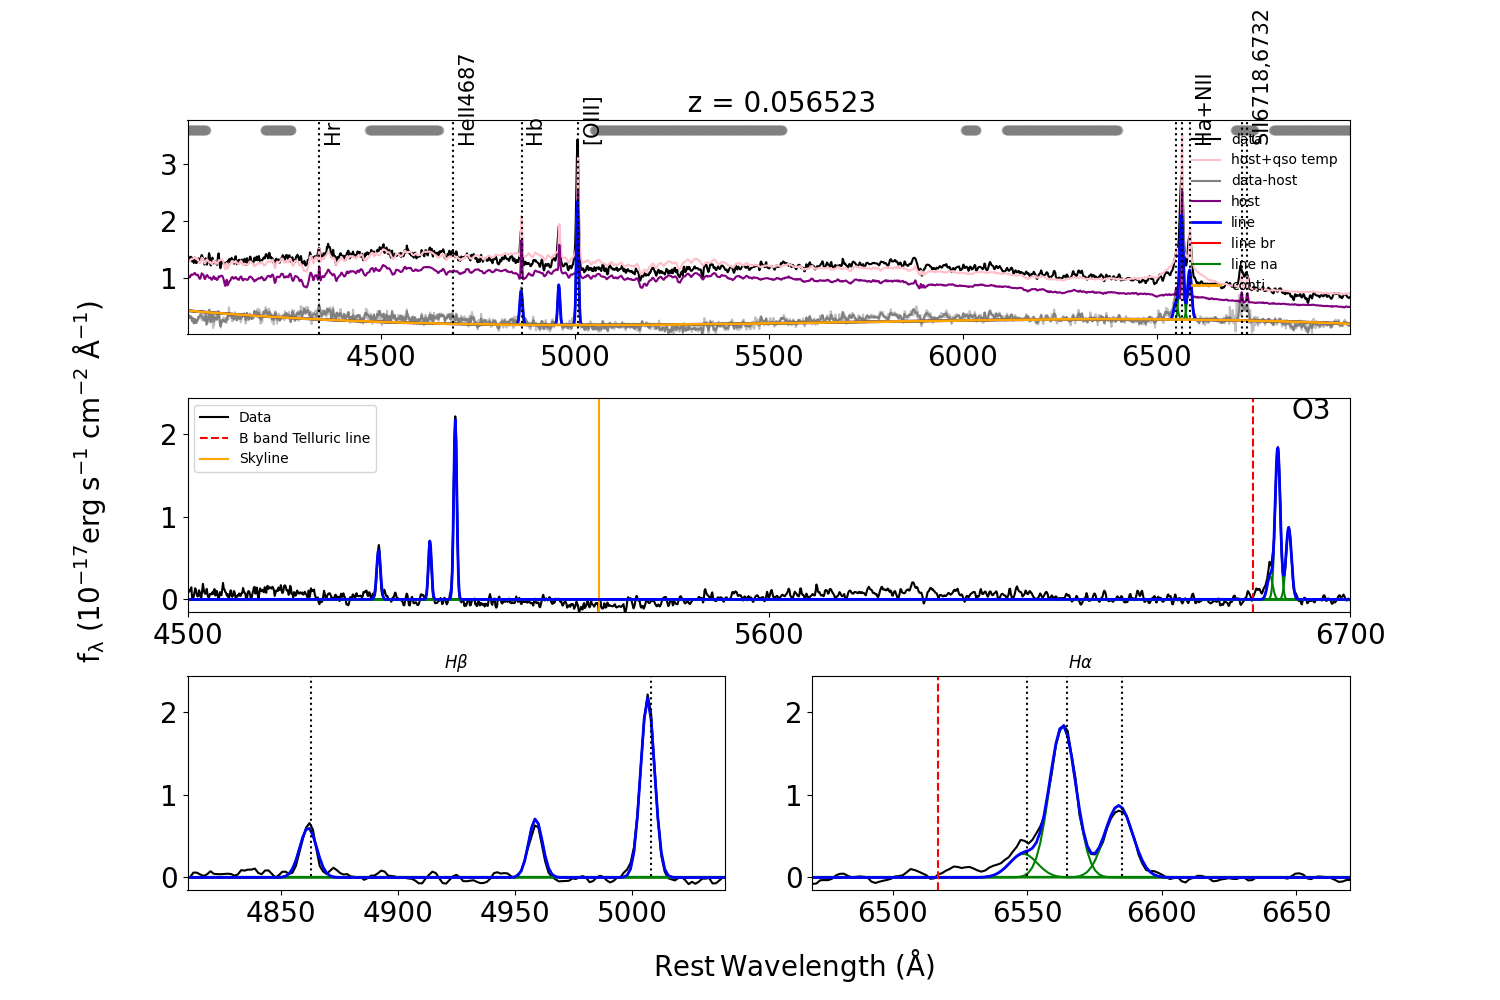 z = 0.056523
Hr
HeII4687
Hb
[OIII]
Ha+NII
SII6718,6732
data
host+qso temp
data-host
host
line
line br
line na
conti
3
2
1
4500
5000
5500
6000
6500
Data
B band Telluric line
Skyline
O3
2
1
0
4500
5600
6700
fλ (10−17erg s−1 cm−2 Å−1)
Hβ
Hα
2
1
0
4850
4900
4950
5000
2
1
0
6500
6550
6600
6650
Rest Wavelength (Å)